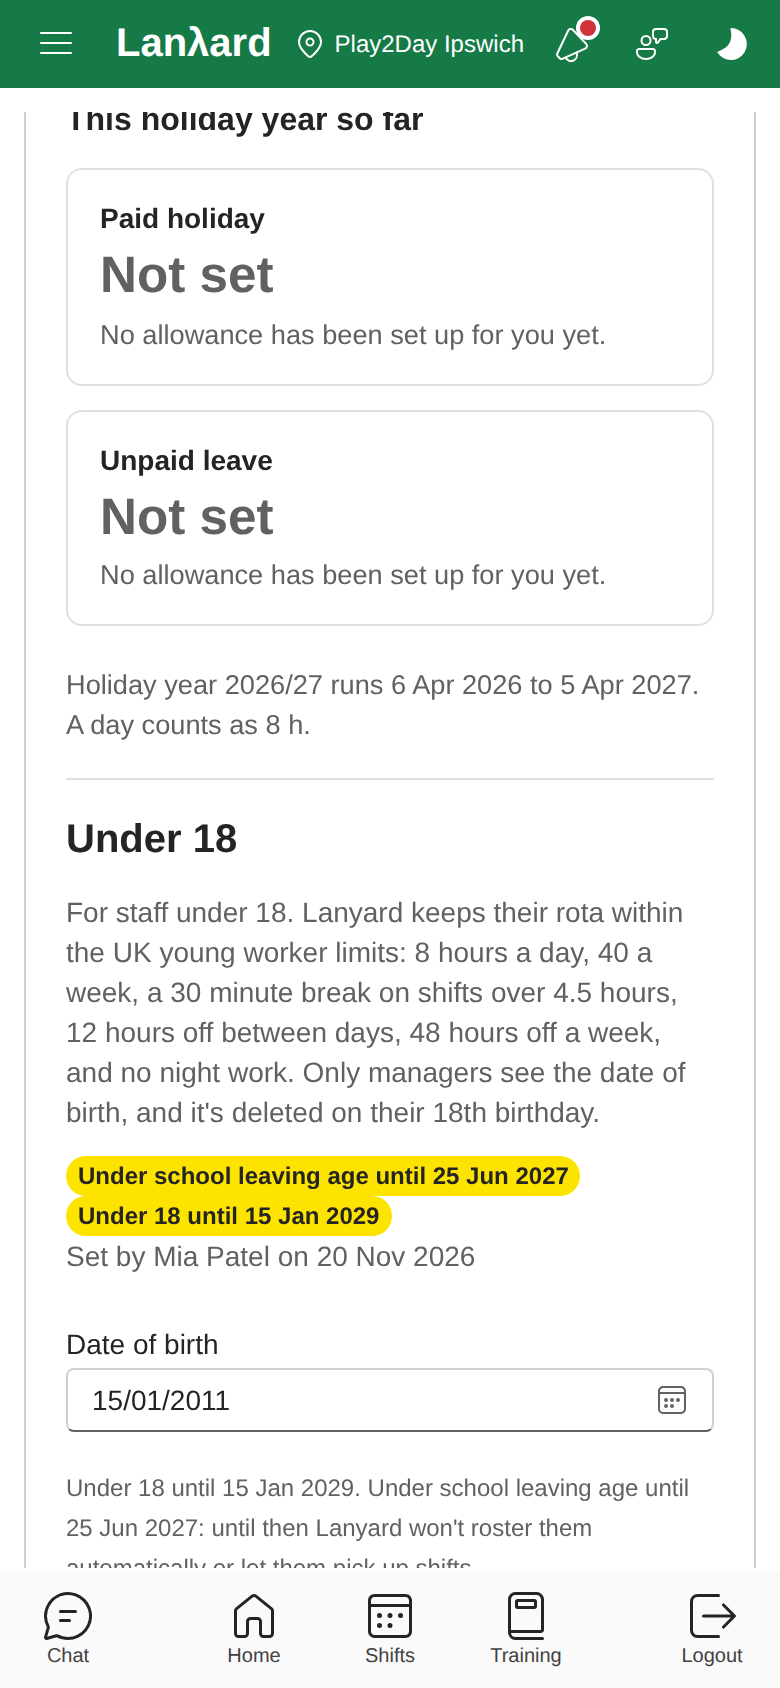 Lanλard
Play2Day Ipswich
This holiday year so far
Paid holiday
Not set
No allowance has been set up for you yet.
Unpaid leave
Not set
No allowance has been set up for you yet.
Holiday year 2026/27 runs 6 Apr 2026 to 5 Apr 2027.
A day counts as 8 h.
Under 18
For staff under 18. Lanyard keeps their rota within
the UK young worker limits: 8 hours a day, 40 a
week, a 30 minute break on shifts over 4.5 hours,
12 hours off between days, 48 hours off a week,
and no night work. Only managers see the date of
birth, and it's deleted on their 18th birthday.
Under school leaving age until 25 Jun 2027
Under 18 until 15 Jan 2029
Set by Mia Patel on 20 Nov 2026
Date of birth
15/01/2011
Under 18 until 15 Jan 2029. Under school leaving age until
25 Jun 2027: until then Lanyard won't roster them
automatically or let them pick up shifts.
Chat
Home
Shifts
Training
Logout